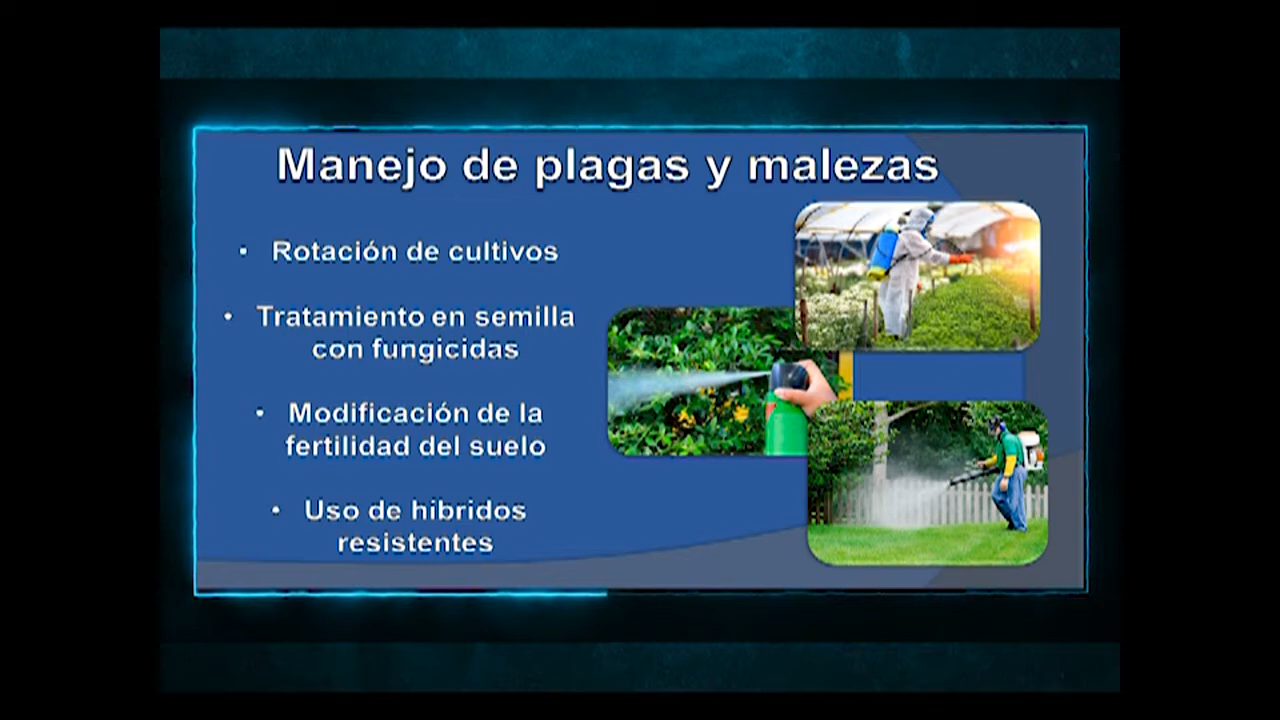 Manejo de plagas y malezas
• Rotación de cultivos
• Tratamiento en semilla
con fungicidas
• Modificación de la
fertilidad del suelo
• Uso de hibridos
resistentes